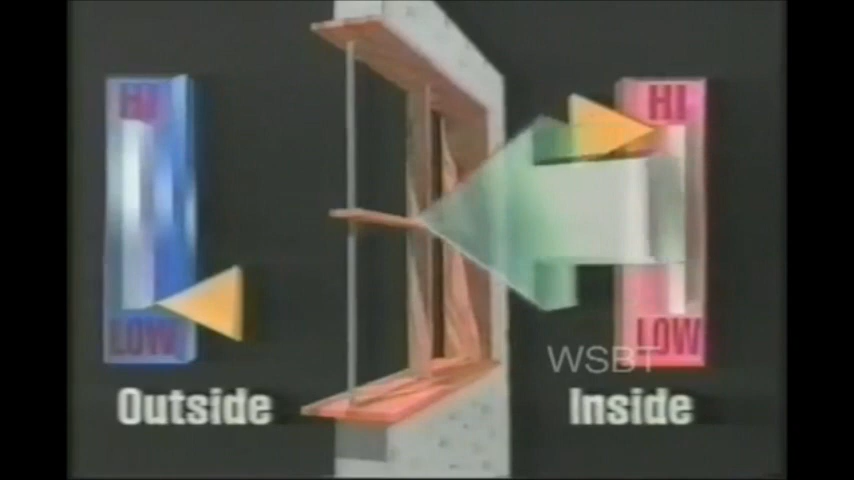 HI
LOW
Outside
HI
LOW
WSBT
Inside